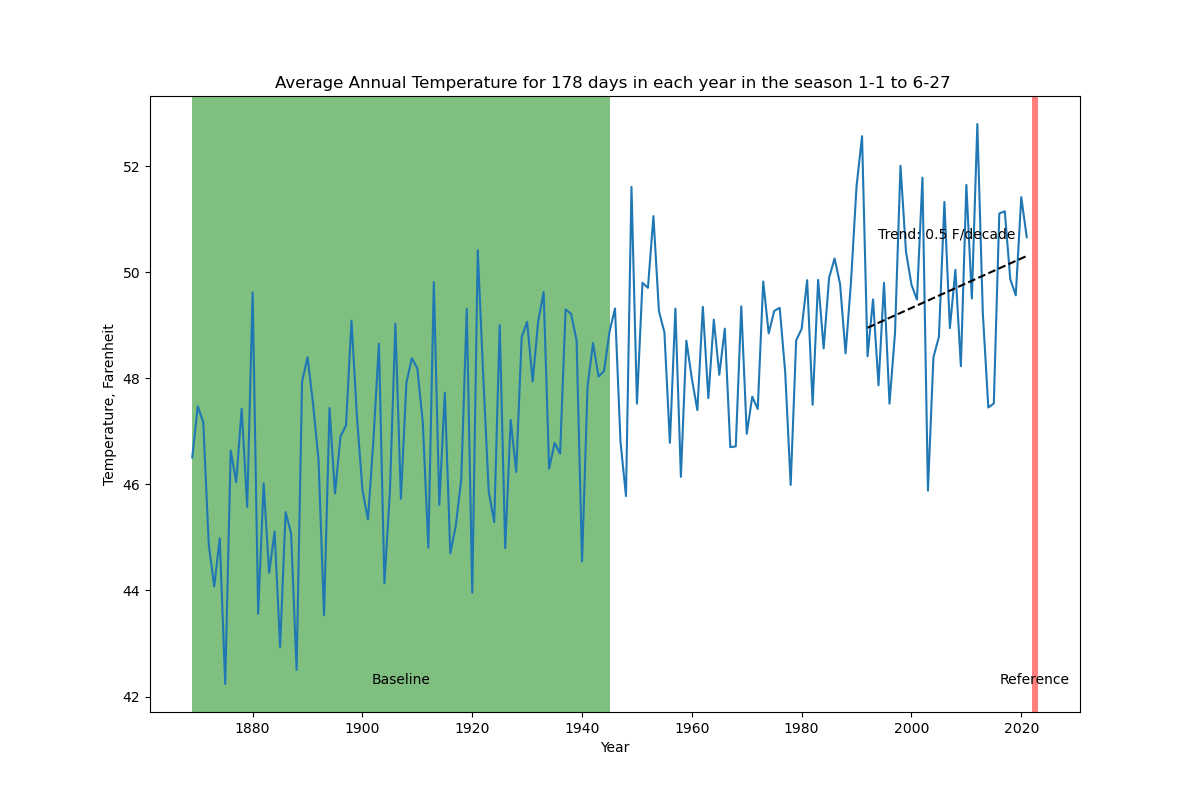 Average Annual Temperature for 178 days in each year in the season 1-1 to 6-27
52
50
48
46
44
42
Temperature, Farenheit
Trend: 0.5 F/decade
Baseline
Reference
1880 1900 1920 1940 1960 1980 2000 2020
Year